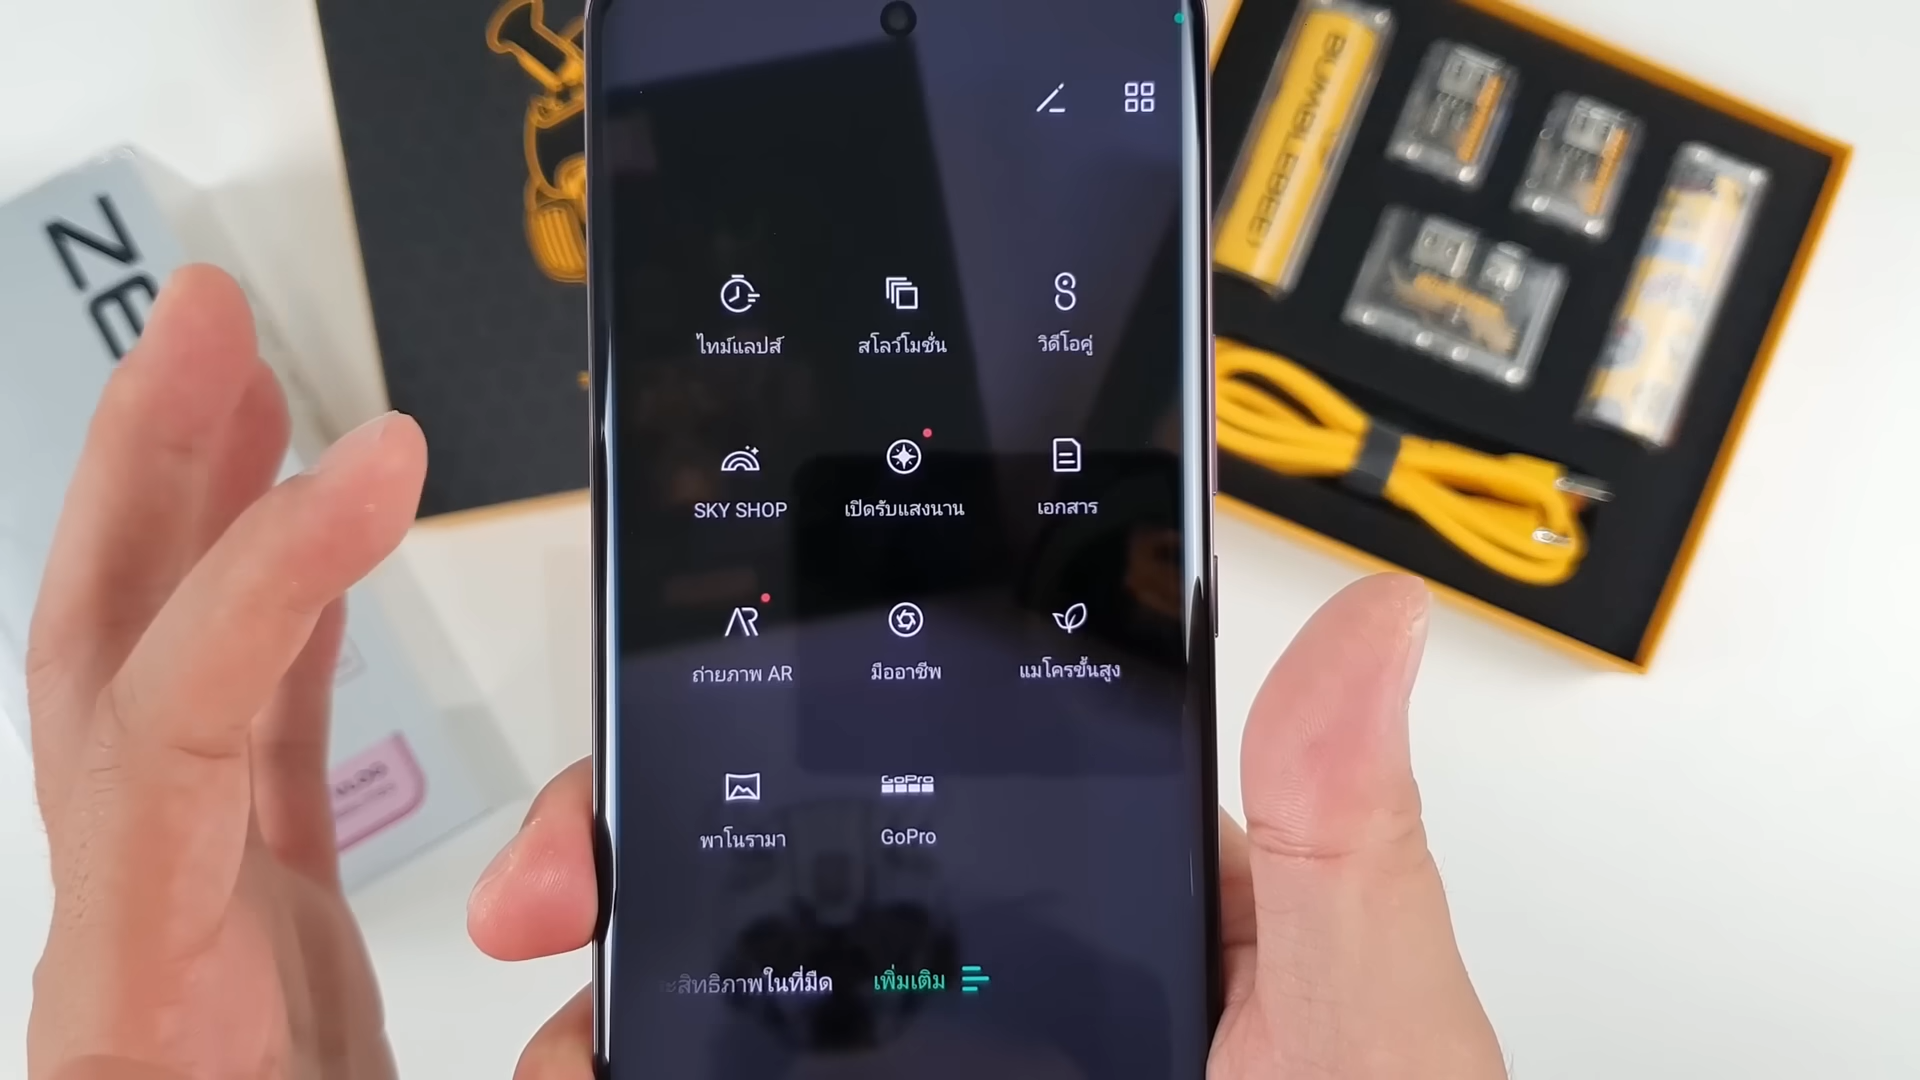 ไทม์แลปส์
สโลว์โมชั่น
วิดีโอคู่
SKY SHOP
เปิดรับแสงนาน
เอกสาร
AR
ถ่ายภาพ AR
มืออาชีพ
แมโครขั้นสูง
พาโนรามา
GoPro
GoPro
ะสิทธิภาพในที่มืด
เพิ่มเติม
BUMBLEBEE
ZE